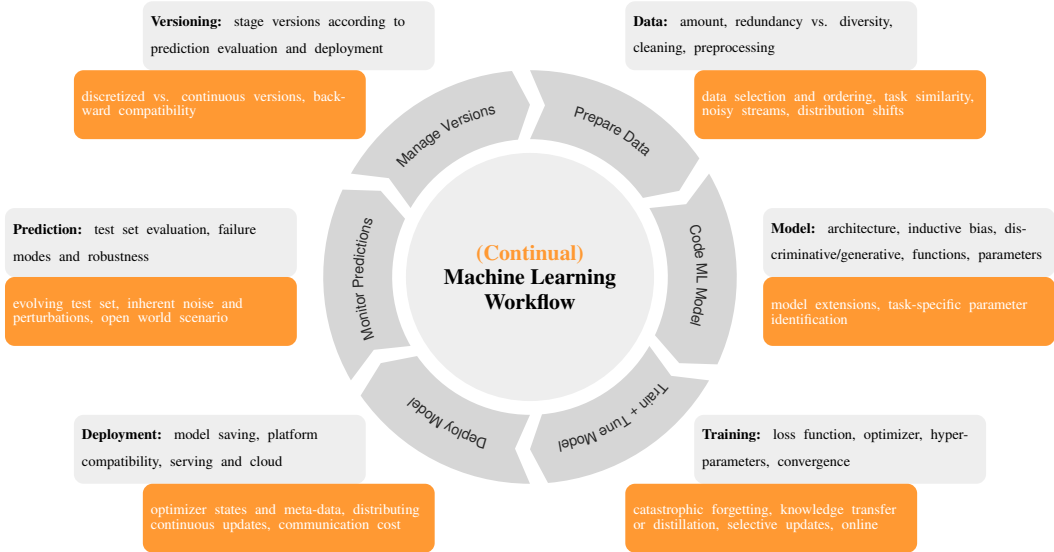 Versioning: stage versions according to
prediction evaluation and deployment
discretized vs. continuous versions, back-
ward compatibility
Data: amount, redundancy vs. diversity,
cleaning, preprocessing
data selection and ordering, task similarity,
noisy streams, distribution shifts
Manage Versions
Prepare Data
Prediction: test set evaluation, failure
modes and robustness
evolving test set, inherent noise and
perturbations, open world scenario
Monitor Predictions
(Continual)
Machine Learning
Workflow
Code ML Model
Model: architecture, inductive bias, dis-
criminative/generative, functions, parameters
model extensions, task-specific parameter
identification
Deploy Model
Train + Tune Model
Deployment: model saving, platform
compatibility, serving and cloud
optimizer states and meta-data, distributing
continuous updates, communication cost
Training: loss function, optimizer, hyper-
parameters, convergence
catastrophic forgetting, knowledge transfer
or distillation, selective updates, online